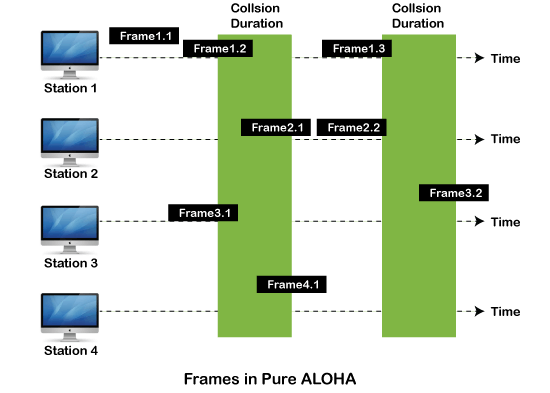 Collsion
Duration
Collsion
Duration
Frame1.1
Frame1.2
Frame1.3
Time
Station 1
Frame2.1
Frame2.2
Time
Station 2
Frame3.2
Frame3.1
Time
Station 3
Frame4.1
Time
Station 4
Frames in Pure ALOHA